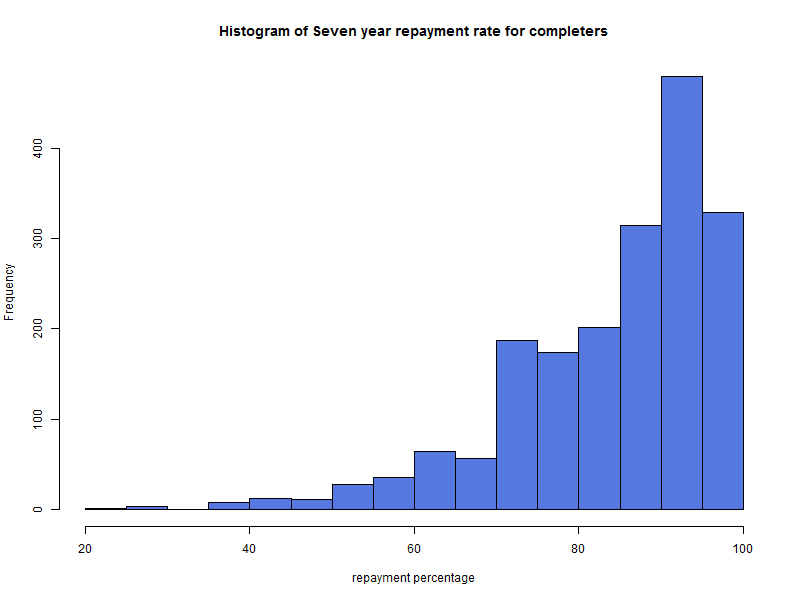 Histogram of Seven year repayment rate for completers
Frequency
400
300
200
100
0
20 40 60 80 100
repayment percentage